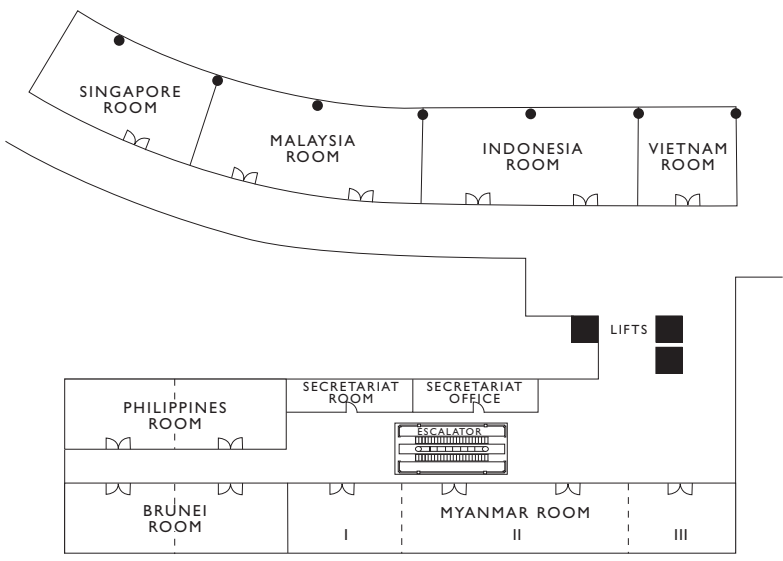 SINGAPORE
ROOM
MALAYSIA
ROOM
INDONESIA
ROOM
VIETNAM
ROOM
LIFTS
SECRETARIAT
ROOM
SECRETARIAT
OFFICE
PHILIPPINES
ROOM
ESCALATOR
BRUNEI
ROOM
MYANMAR ROOM
I
II
III